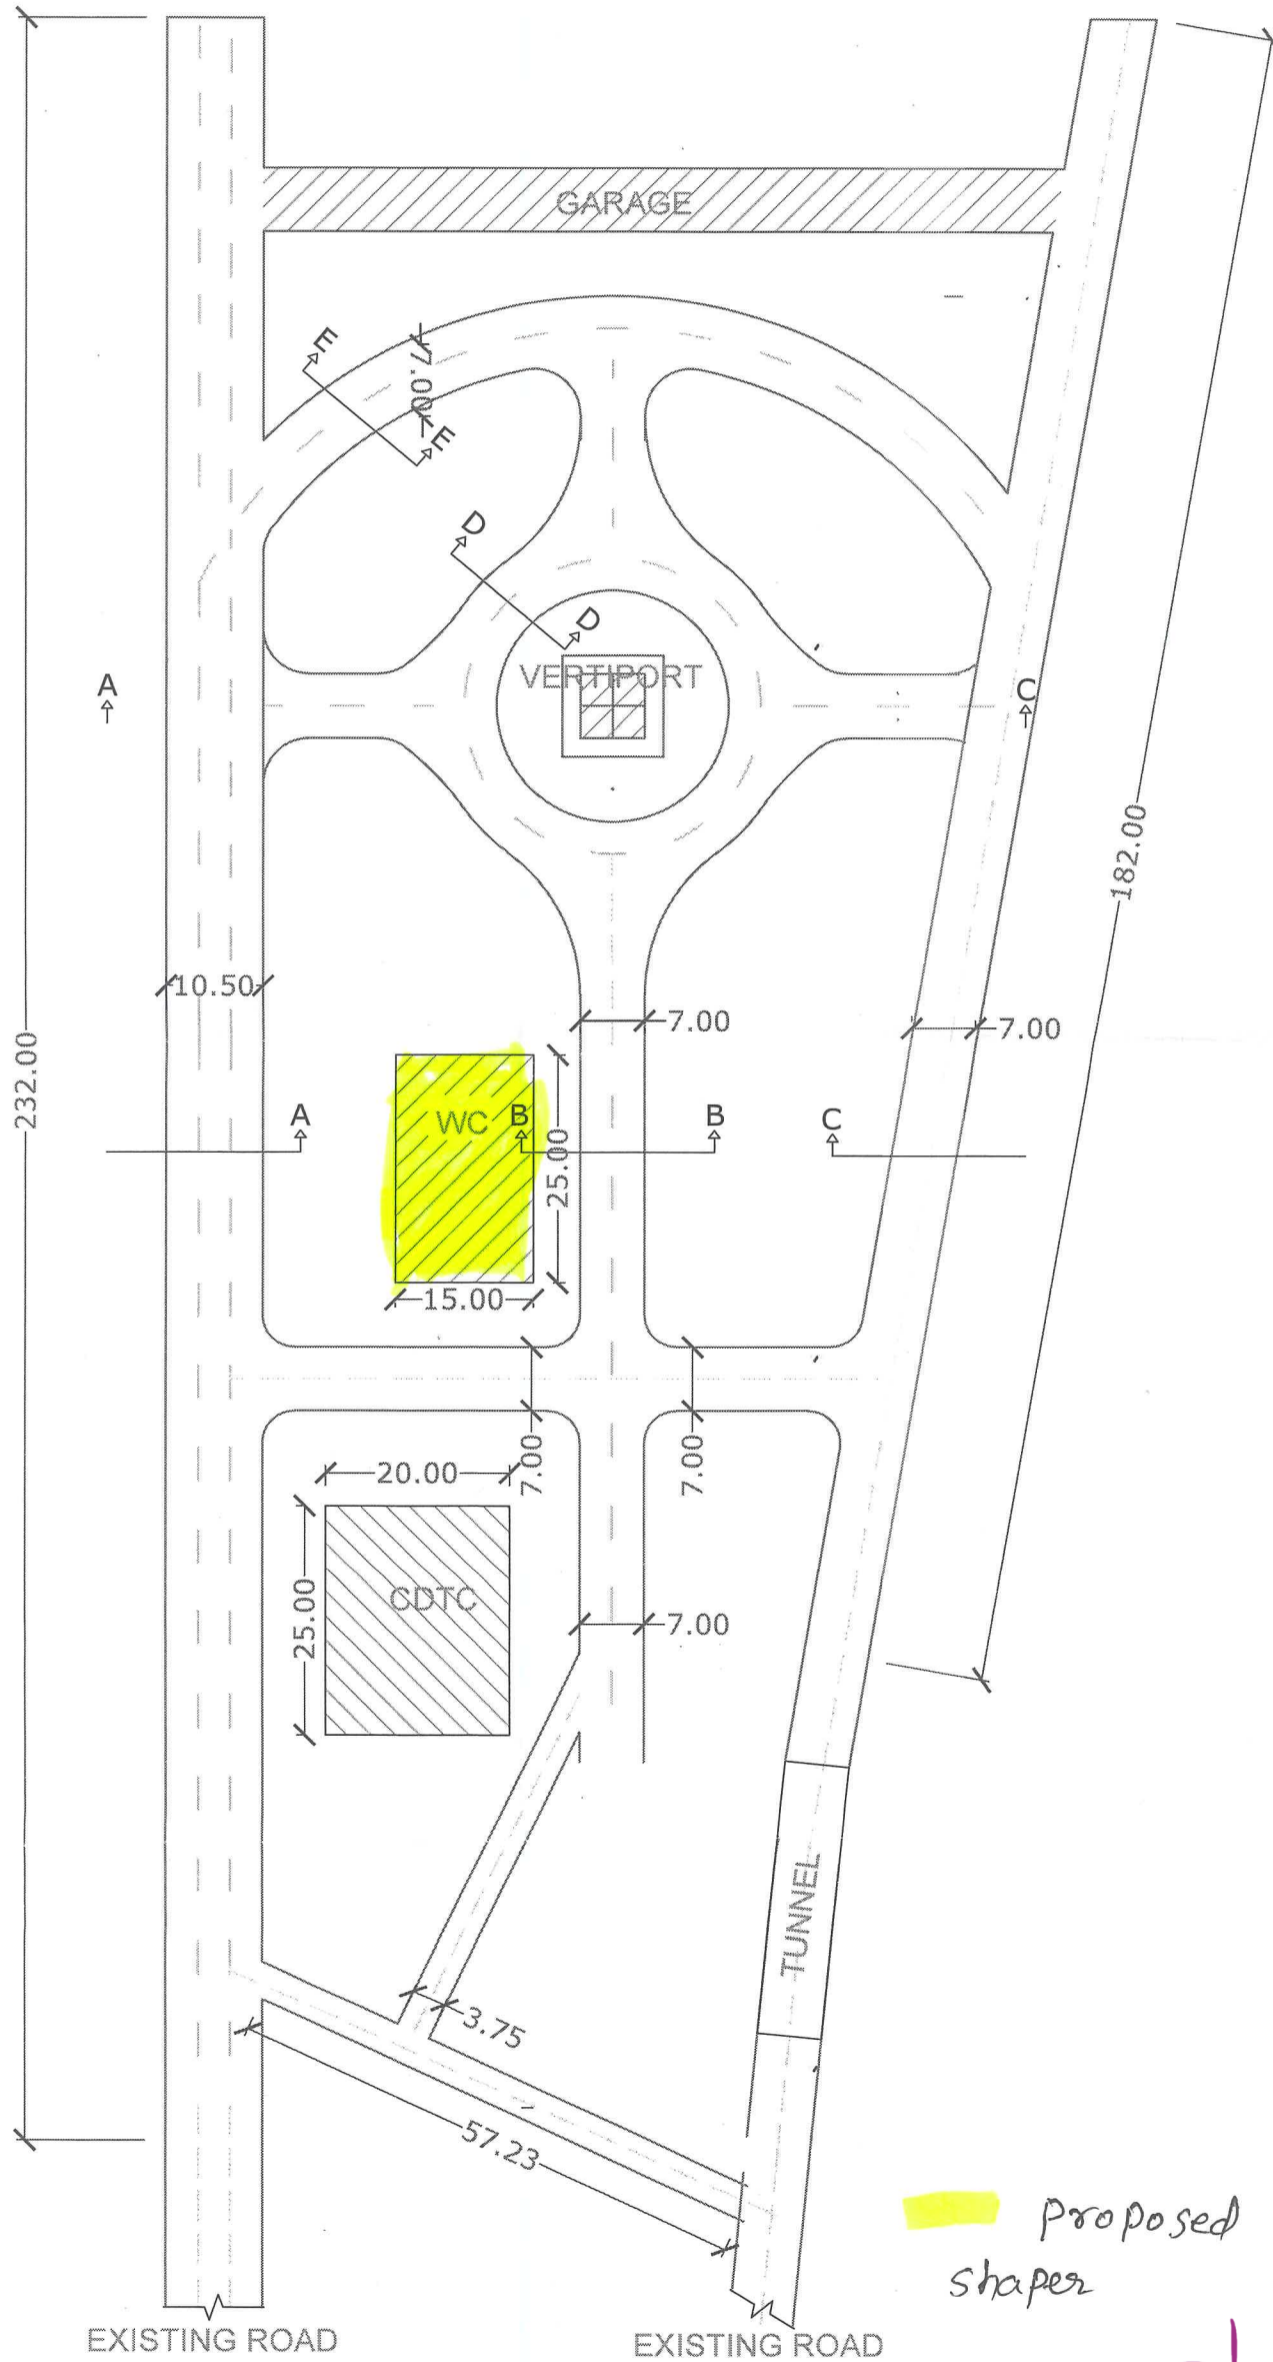 GARAGE
E
7.00
E
D
D
VERTIPORT
A
C
182.00
10.50
7.00
7.00
232.00
WC
A
B
B
C
25.00
15.00
7.00
7.00
20.00
25.00
CDTC
7.00
TUNNEL
3.75
57.23
proposed
shaper
EXISTING ROAD
EXISTING ROAD